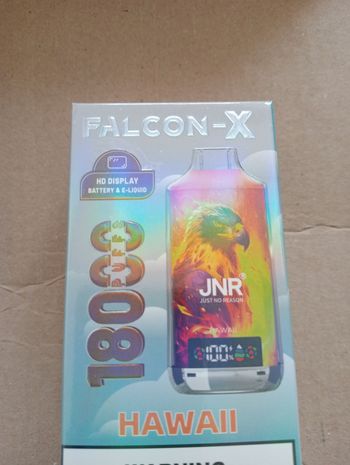 FALCON-X
HD DISPLAY
BATTERY & E-LIQUID
18000
PUFFS
JNR®
JUST NO REASON
HAWAII
100%
HAWAII
WARNING